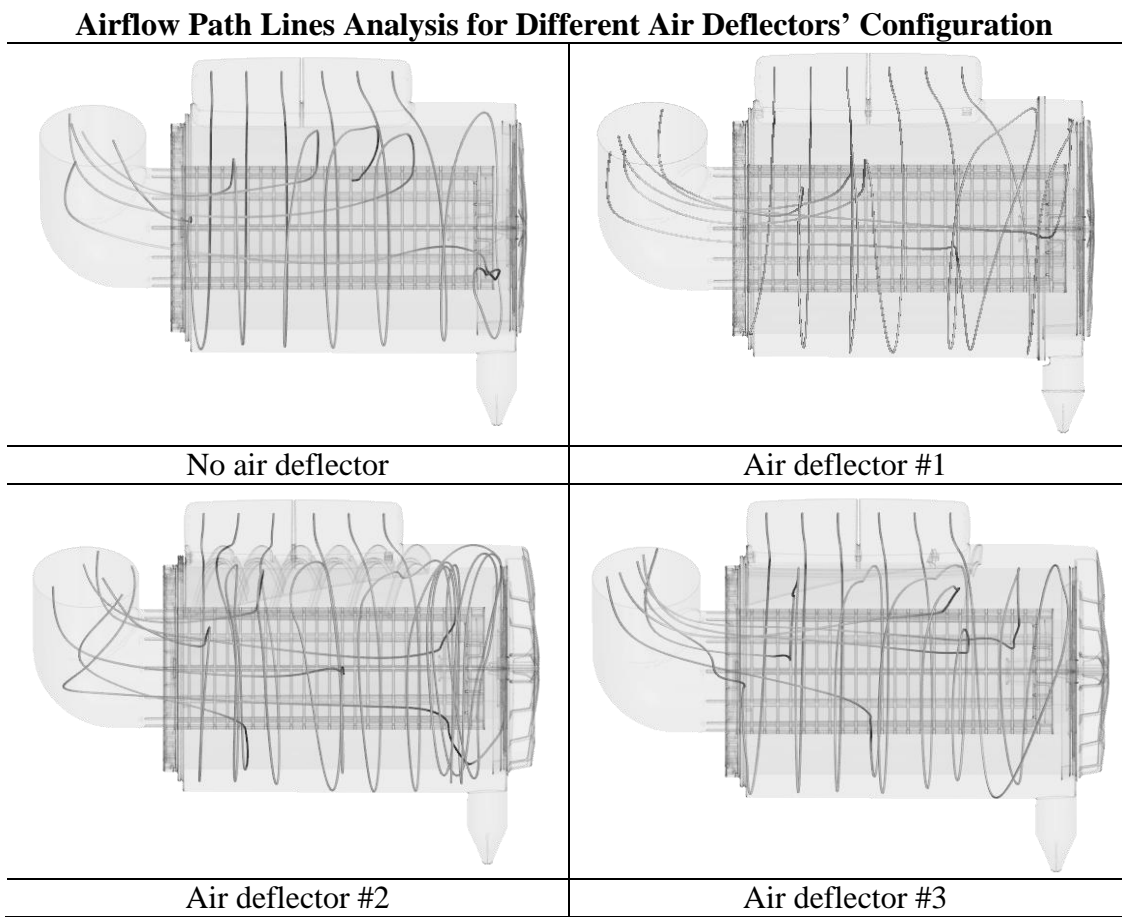 Airflow Path Lines Analysis for Different Air Deflectors’ Configuration
No air deflector
Air deflector #1
Air deflector #2
Air deflector #3